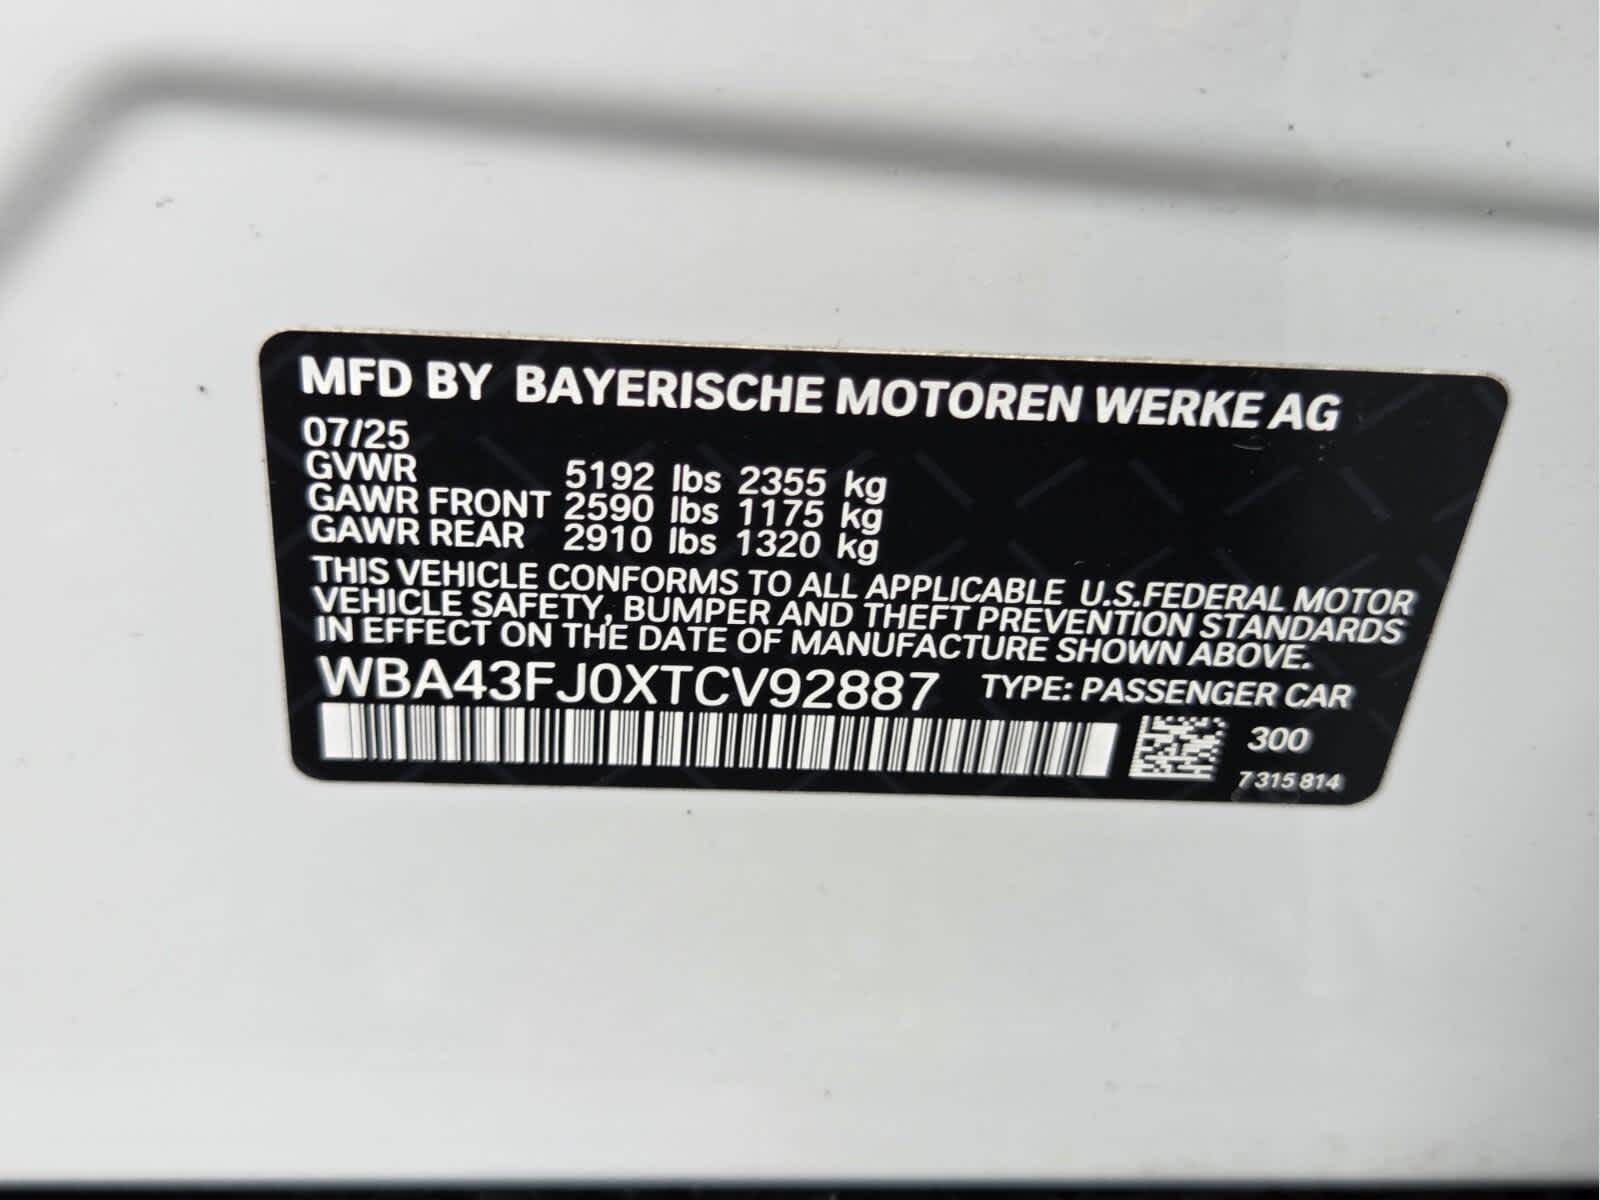 MFD BY BAYERISCHE MOTOREN WERKE AG
07/25
GVWR 5192 lbs 2355 kg
GAWR FRONT 2590 lbs 1175 kg
GAWR REAR 2910 lbs 1320 kg
THIS VEHICLE CONFORMS TO ALL APPLICABLE U.S.FEDERAL MOTOR
VEHICLE SAFETY, BUMPER AND THEFT PREVENTION STANDARDS
IN EFFECT ON THE DATE OF MANUFACTURE SHOWN ABOVE.
WBA43FJ0XTCV92887 TYPE: PASSENGER CAR
300
7 315 814